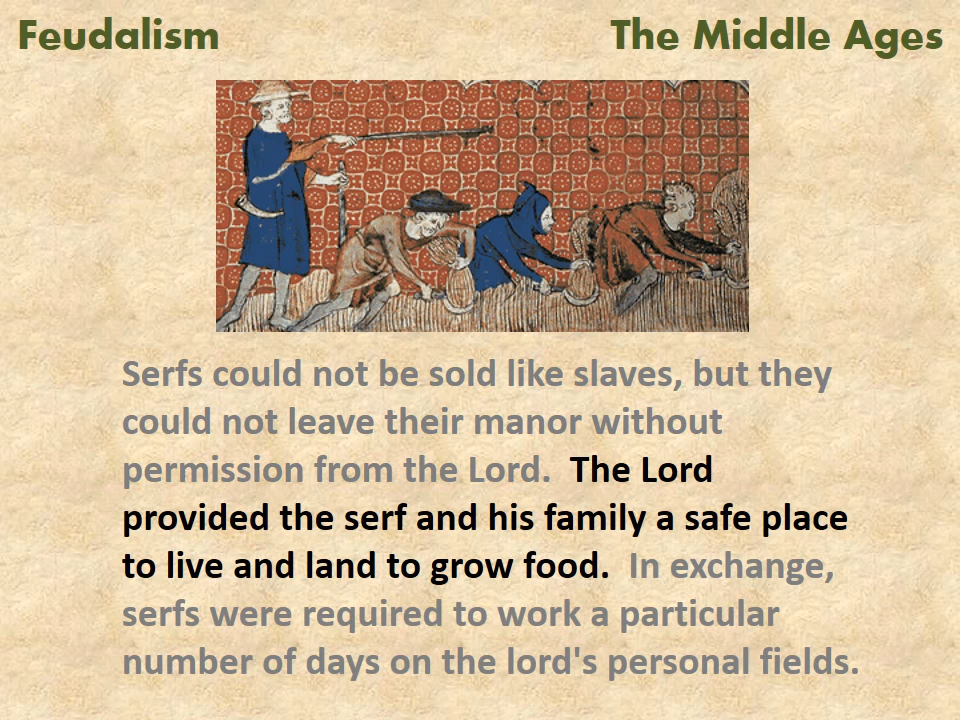 Feudalism
The Middle Ages
Serfs could not be sold like slaves, but they
could not leave their manor without
permission from the Lord.  The Lord
provided the serf and his family a safe place
to live and land to grow food.  In exchange,
serfs were required to work a particular
number of days on the lord's personal fields.